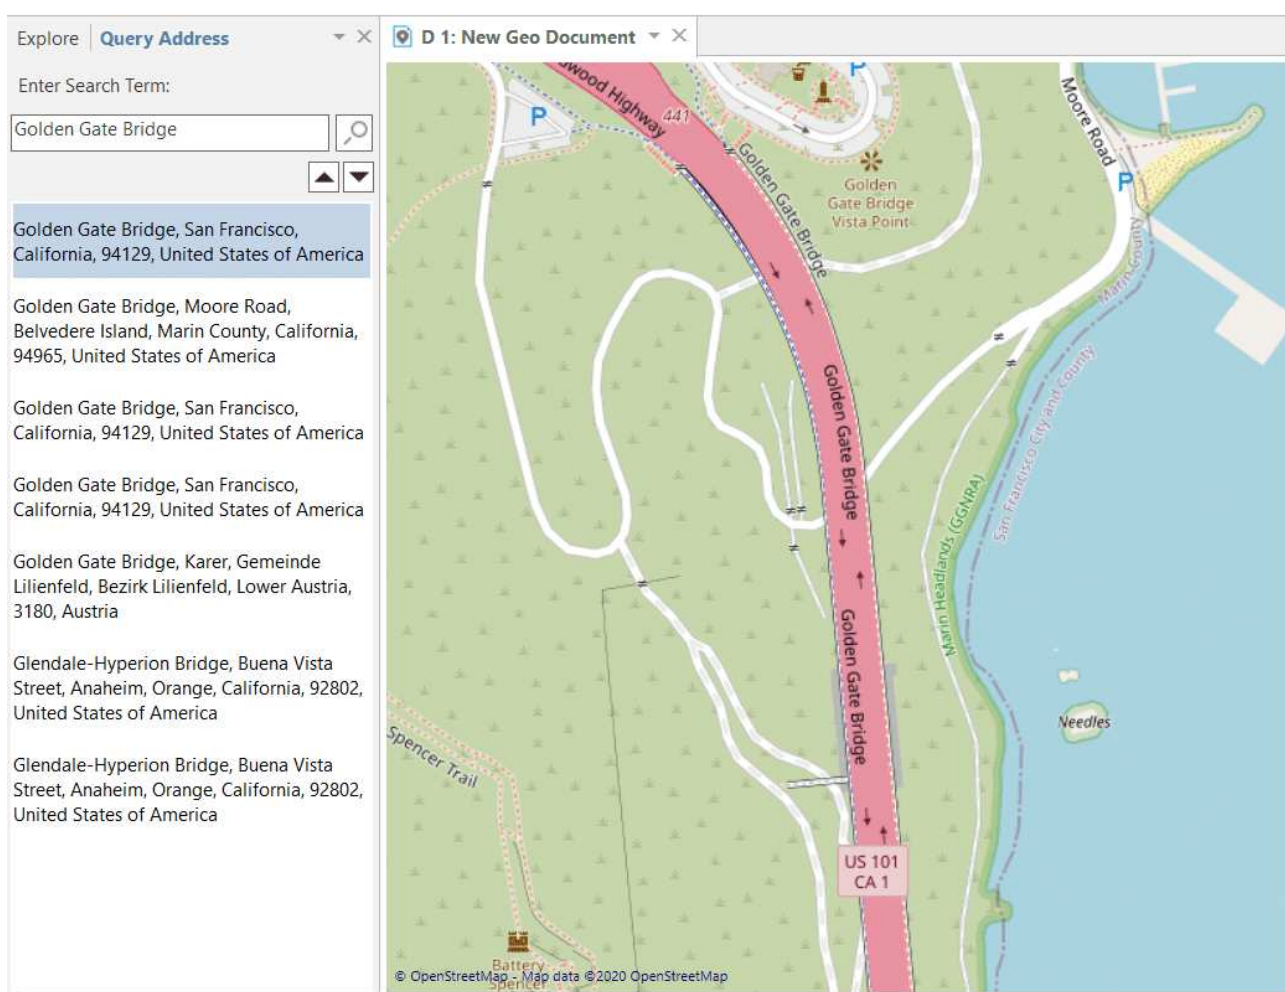 Explore
Query Address
D 1: New Geo Document
Enter Search Term:
Golden Gate Bridge
Golden Gate Bridge, San Francisco,
California, 94129, United States of America
Golden Gate Bridge, Moore Road,
Belvedere Island, Marin County, California,
94965, United States of America
Golden Gate Bridge, San Francisco,
California, 94129, United States of America
Golden Gate Bridge, San Francisco,
California, 94129, United States of America
Golden Gate Bridge, Karer, Gemeinde
Lilienfeld, Bezirk Lilienfeld, Lower Austria,
3180, Austria
Glendale-Hyperion Bridge, Buena Vista
Street, Anaheim, Orange, California, 92802,
United States of America
Glendale-Hyperion Bridge, Buena Vista
Street, Anaheim, Orange, California, 92802,
United States of America
Highway
441
P
P
P
Moore Road
Golden Gate Bridge
Golden
Gate Bridge
Vista Point
Marin County
San Francisco City and County
Golden Gate Bridge
Marin Headlands (GGNRA)
Golden Gate Bridge
Needles
Spencer Trail
US 101
CA 1
Battery
Spencer
© OpenStreetMap - Map data ©2020 OpenStreetMap